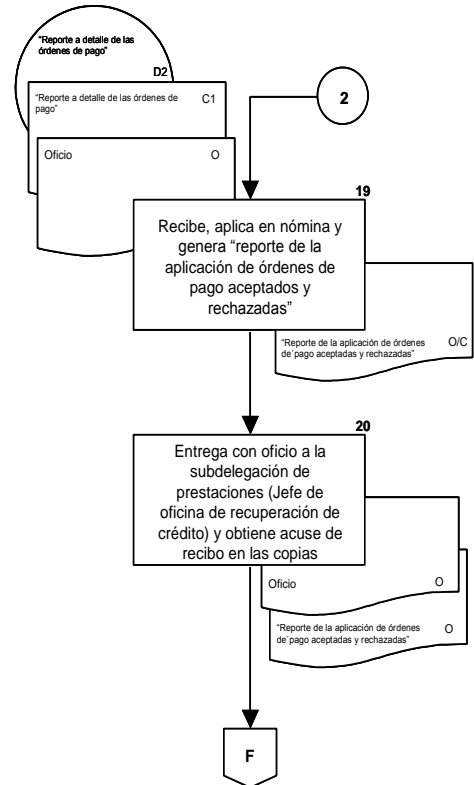 "Reporte a detalle de las
órdenes de pago"
D2
"Reporte a detalle de las órdenes de
pago"
C1
Oficio
O
2
19
Recibe, aplica en nómina y
genera "reporte de la
aplicación de órdenes de
pago aceptados y
rechazadas"
"Reporte de la aplicación de órdenes
de´pago aceptadas y rechazadas"
O/C
20
Entrega con oficio a la
subdelegación de
prestaciones (Jefe de
oficina de recuperación de
crédito) y obtiene acuse de
recibo en las copias
Oficio
O
"Reporte de la aplicación de órdenes
de´pago aceptadas y rechazadas"
O
F